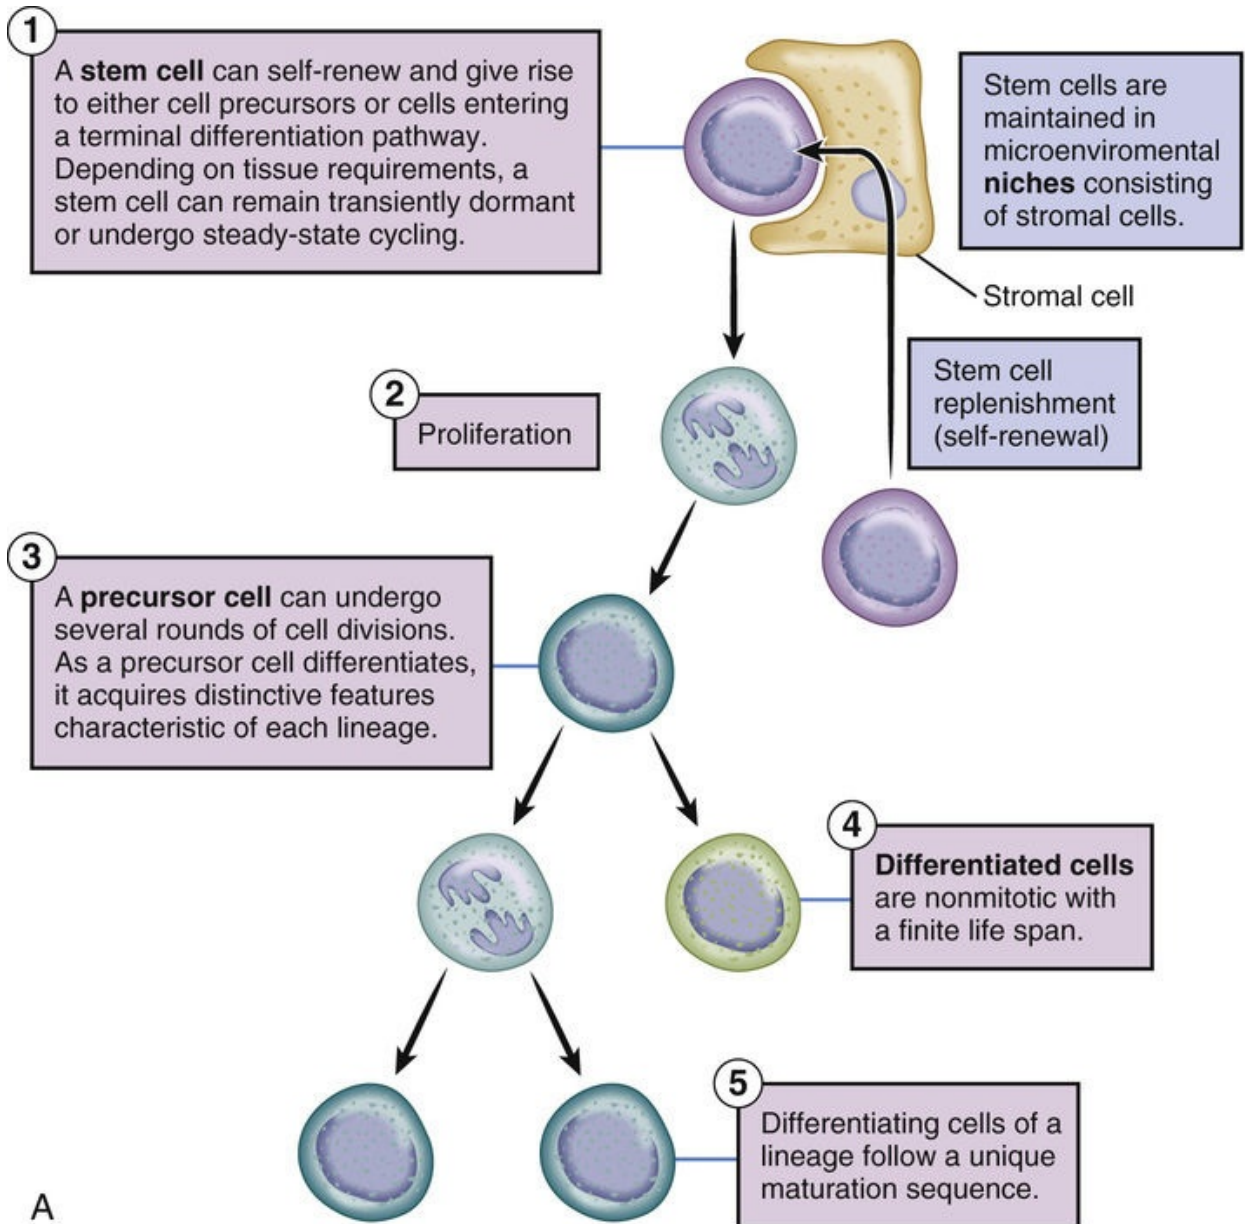 1
A stem cell can self-renew and give rise
to either cell precursors or cells entering
a terminal differentiation pathway.
Depending on tissue requirements, a
stem cell can remain transiently dormant
or undergo steady-state cycling.
Stem cells are
maintained in
microenviromental
niches consisting
of stromal cells.
Stromal cell
Stem cell
replenishment
(self-renewal)
2
Proliferation
3
A precursor cell can undergo
several rounds of cell divisions.
As a precursor cell differentiates,
it acquires distinctive features
characteristic of each lineage.
4
Differentiated cells
are nonmitotic with
a finite life span.
5
Differentiating cells of a
lineage follow a unique
maturation sequence.
A